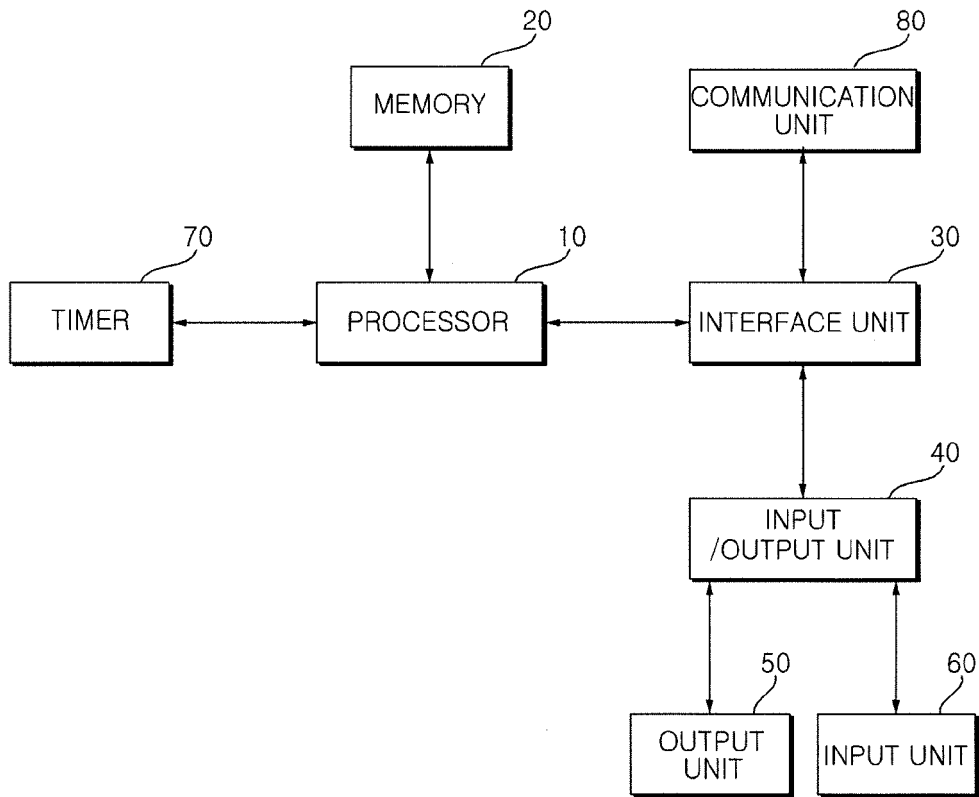 20
MEMORY
80
COMMUNICATION
UNIT
70
TIMER
10
PROCESSOR
30
INTERFACE UNIT
40
INPUT
/OUTPUT UNIT
50
OUTPUT
UNIT
60
INPUT UNIT